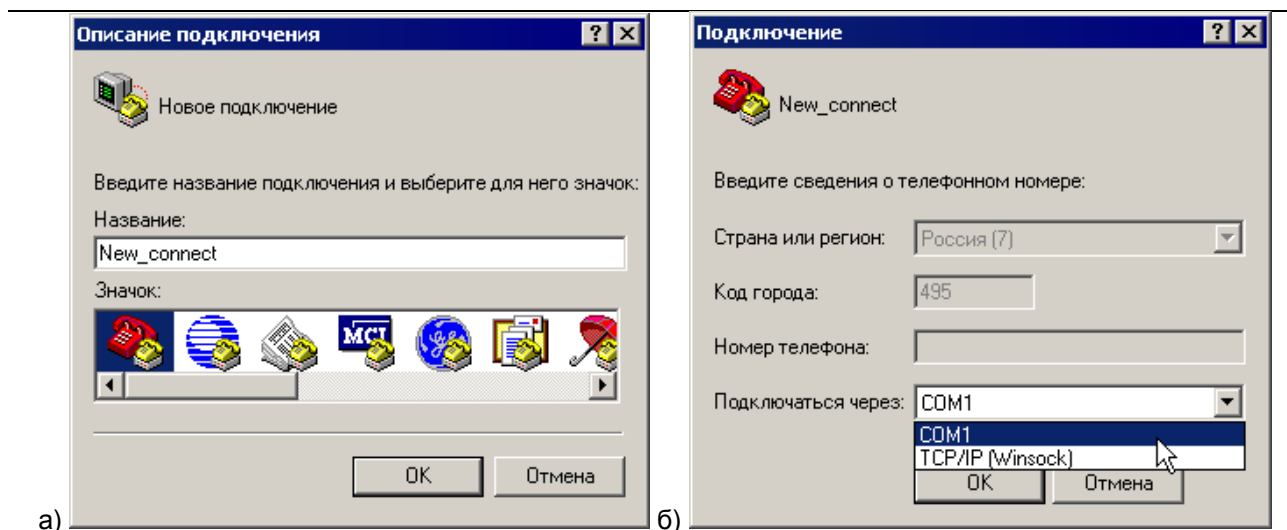 Описание подключения
Новое подключение
Введите название подключения и выберите для него значок:
Название:
New_connect
Значок:
MCI
OK
Отмена
а)
Подключение
New_connect
Введите сведения о телефонном номере:
Страна или регион: Россия (7)
Код города: 495
Номер телефона:
Подключаться через: COM1
COM1
TCP/IP (Winsock)
OK
Отмена
б)